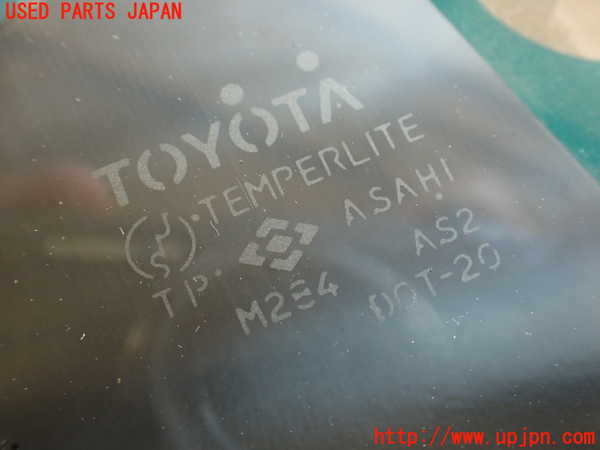 USED PARTS JAPAN
TOYOTA
TEMPERLITE
ASAHI
TP
AS2
M2E4 DOT-20
http://www.upjpn.com/